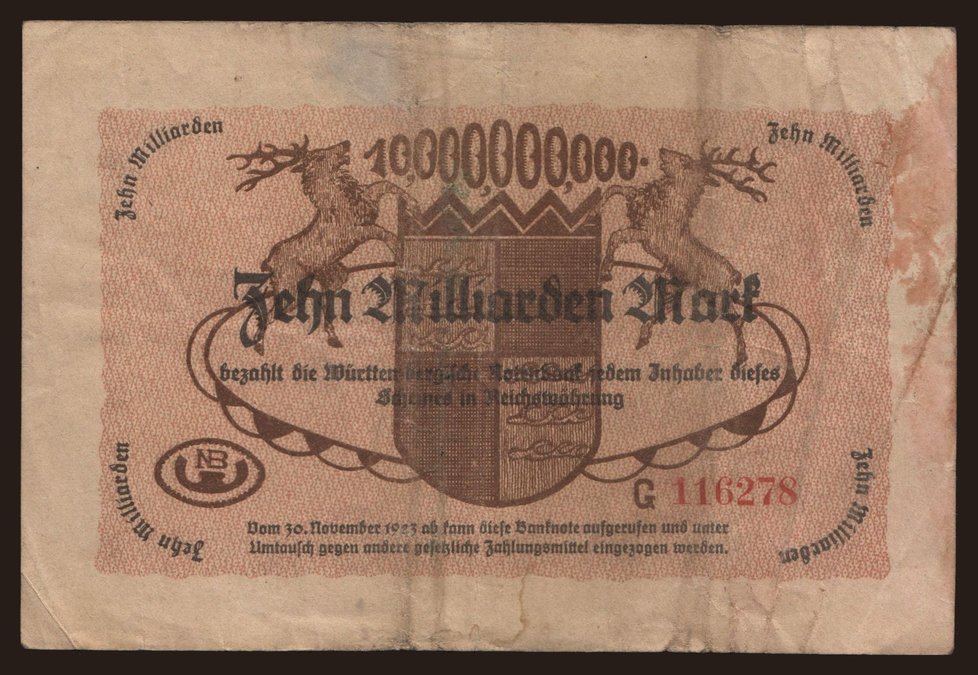 Zehn Milliarden
10,000,000,000.
Zehn Milliarden
Zehn Milliarden Mark
bezahlt die Württembergische Notenbank jedem Inhaber dieses
Scheines in Reichswährung
NB
G 116278
Zehn Milliarden
Zehn Milliarden
Vom 30. November 1923 ab kann diese Banknote aufgerufen und unter
Umtausch gegen andere gesetzliche Zahlungsmittel eingezogen werden.